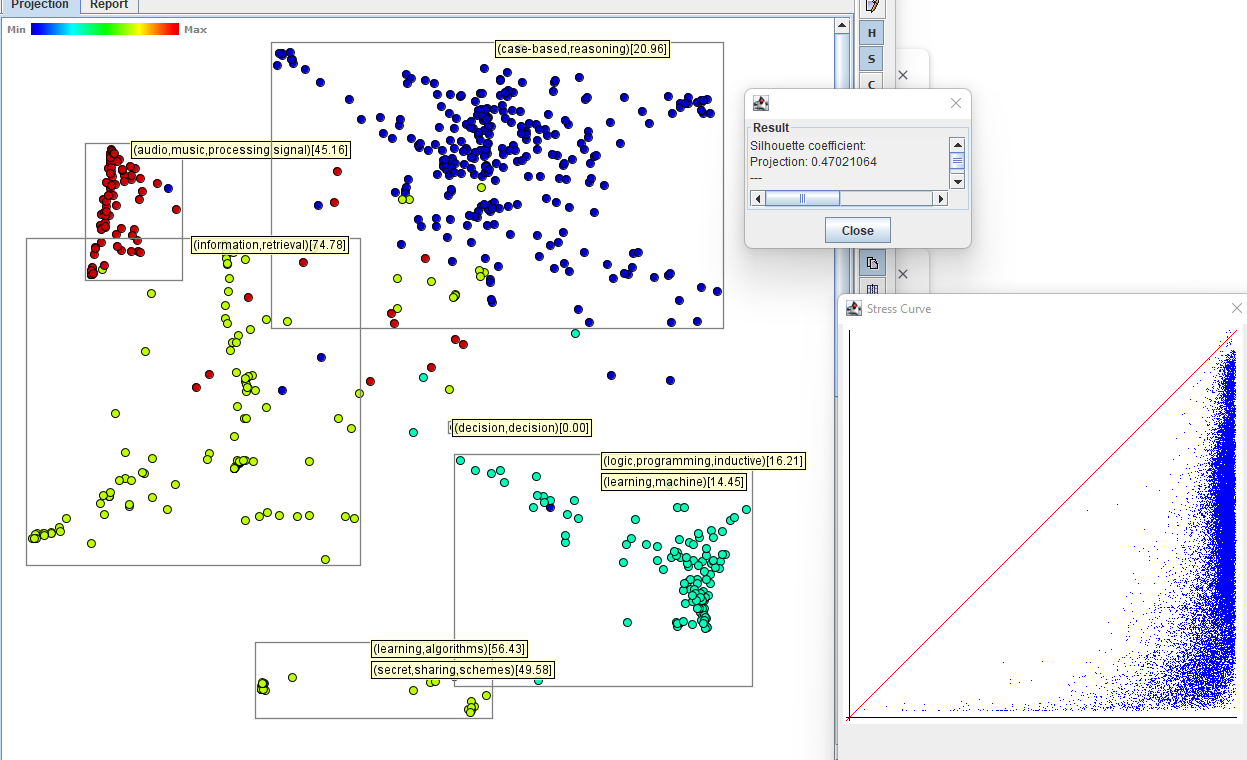 Projection Report
Min Max
H
S
C
(case-based,reasoning)[20.96]
(audio,music,processing,signal)[45.16]
(information,retrieval)[74.78]
(decision,decision)[0.00]
(logic,programming,inductive)[16.21]
(learning,machine)[14.45]
(learning,algorithms)[56.43]
(secret,sharing,schemes)[49.58]
Result
Silhouette coefficient:
Projection: 0.47021064
---
Close
Stress Curve